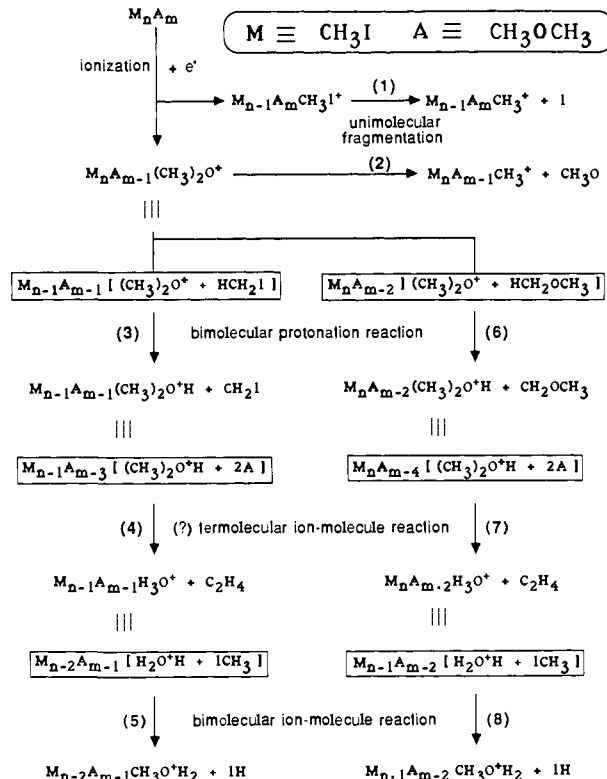 MₙAₘ
M ≡ CH₃I A ≡ CH₃OCH₃
ionization + e⁻
(1)
Mₙ₋₁AₘCH₃I⁺ Mₙ₋₁AₘCH₃⁺ + I
unimolecular
fragmentation
(2)
MₙAₘ₋₁(CH₃)₂O⁺ MₙAₘ₋₁CH₃⁺ + CH₃O
|||
Mₙ₋₁Aₘ₋₁[(CH₃)₂O⁺ + HCH₂I] MₙAₘ₋₂[(CH₃)₂O⁺ + HCH₂OCH₃]
(3) bimolecular protonation reaction (6)
Mₙ₋₁Aₘ₋₁(CH₃)₂O⁺H + CH₂I MₙAₘ₋₂(CH₃)₂O⁺H + CH₂OCH₃
||| |||
Mₙ₋₁Aₘ₋₃[(CH₃)₂O⁺H + 2A] MₙAₘ₋₄[(CH₃)₂O⁺H + 2A]
(4) (?) termolecular ion-molecule reaction (7)
Mₙ₋₁Aₘ₋₁H₃O⁺ + C₂H₄ MₙAₘ.₂H₃O⁺ + C₂H₄
||| |||
Mₙ₋₂Aₘ₋₁[H₂O⁺H + ICH₃] Mₙ₋₁Aₘ₋₂[H₂O⁺H + ICH₃]
(5) bimolecular ion-molecule reaction (8)
Mₙ₋₂Aₘ₋₁CH₃O⁺H₂ + IH Mₙ.₁Aₘ₋₂CH₃O⁺H₂ + IH